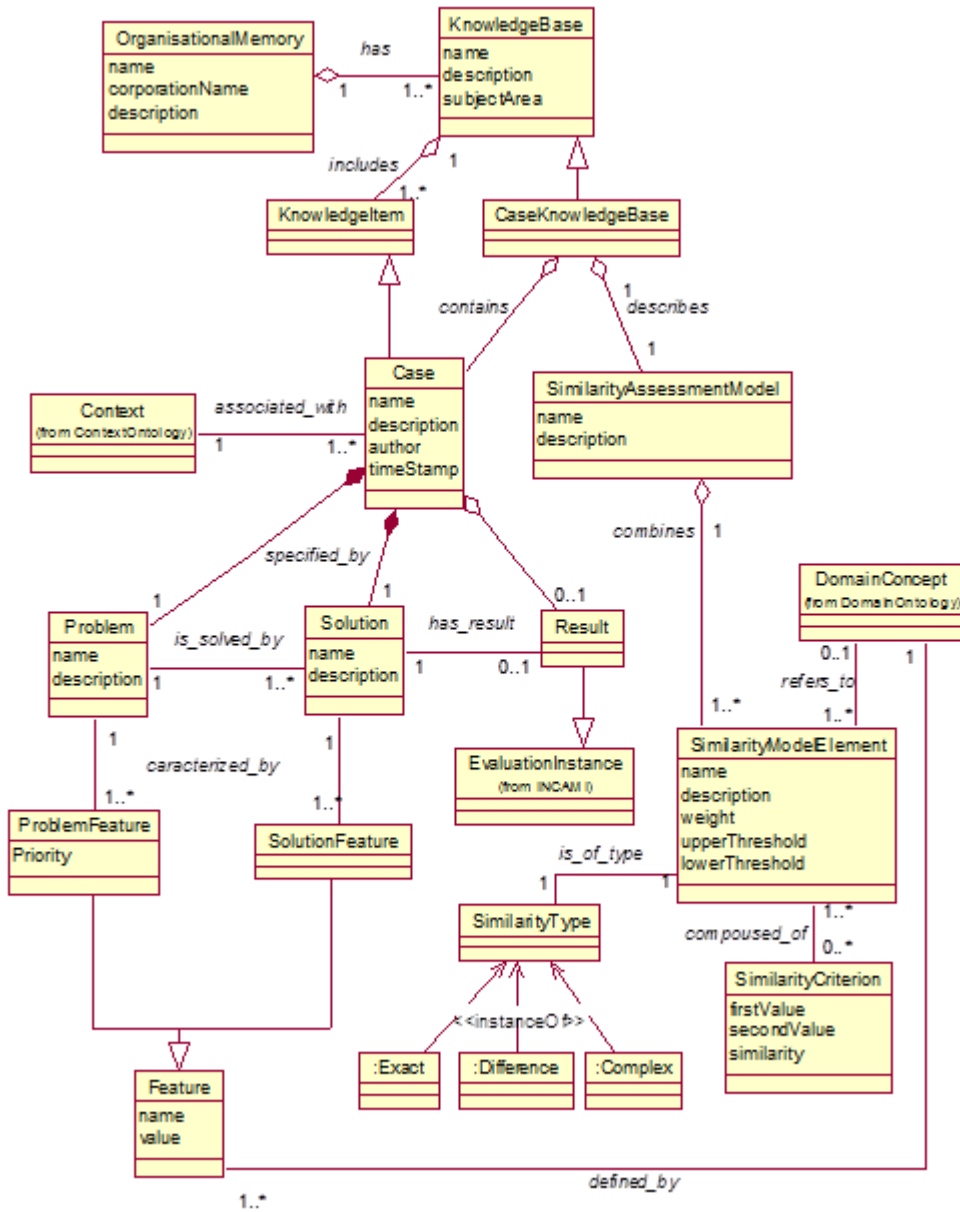 KnowledgeBase
name
description
subjectArea
OrganisationalMemory
name
corporationName
description
has
1
1..*
includes
1
1..*
KnowledgeItem
CaseKnowledgeBase
contains
1
describes
1
Case
name
description
author
timeStamp
SimilarityAssessmentModel
name
description
Context
(from ContextOntology)
associated_with
1
1..*
combines
1
specified_by
1
1
0..1
DomainConcept
(from DomainOntology)
Problem
name
description
is_solved_by
1
1..*
Solution
name
description
has_result
1
0..1
Result
0..1
1
refers_to
1..*
1..*
SimilarityModelElement
name
description
weight
upperThreshold
lowerThreshold
EvaluationInstance
(from INCAMI)
1
caracterized_by
1..*
1
1..*
ProblemFeature
Priority
SolutionFeature
is_of_type
1
1
SimilarityType
1..*
compoused_of
0..*
SimilarityCriterion
firstValue
secondValue
similarity
<<instanceOf>>
:Exact
:Difference
:Complex
Feature
name
value
1..*
defined_by